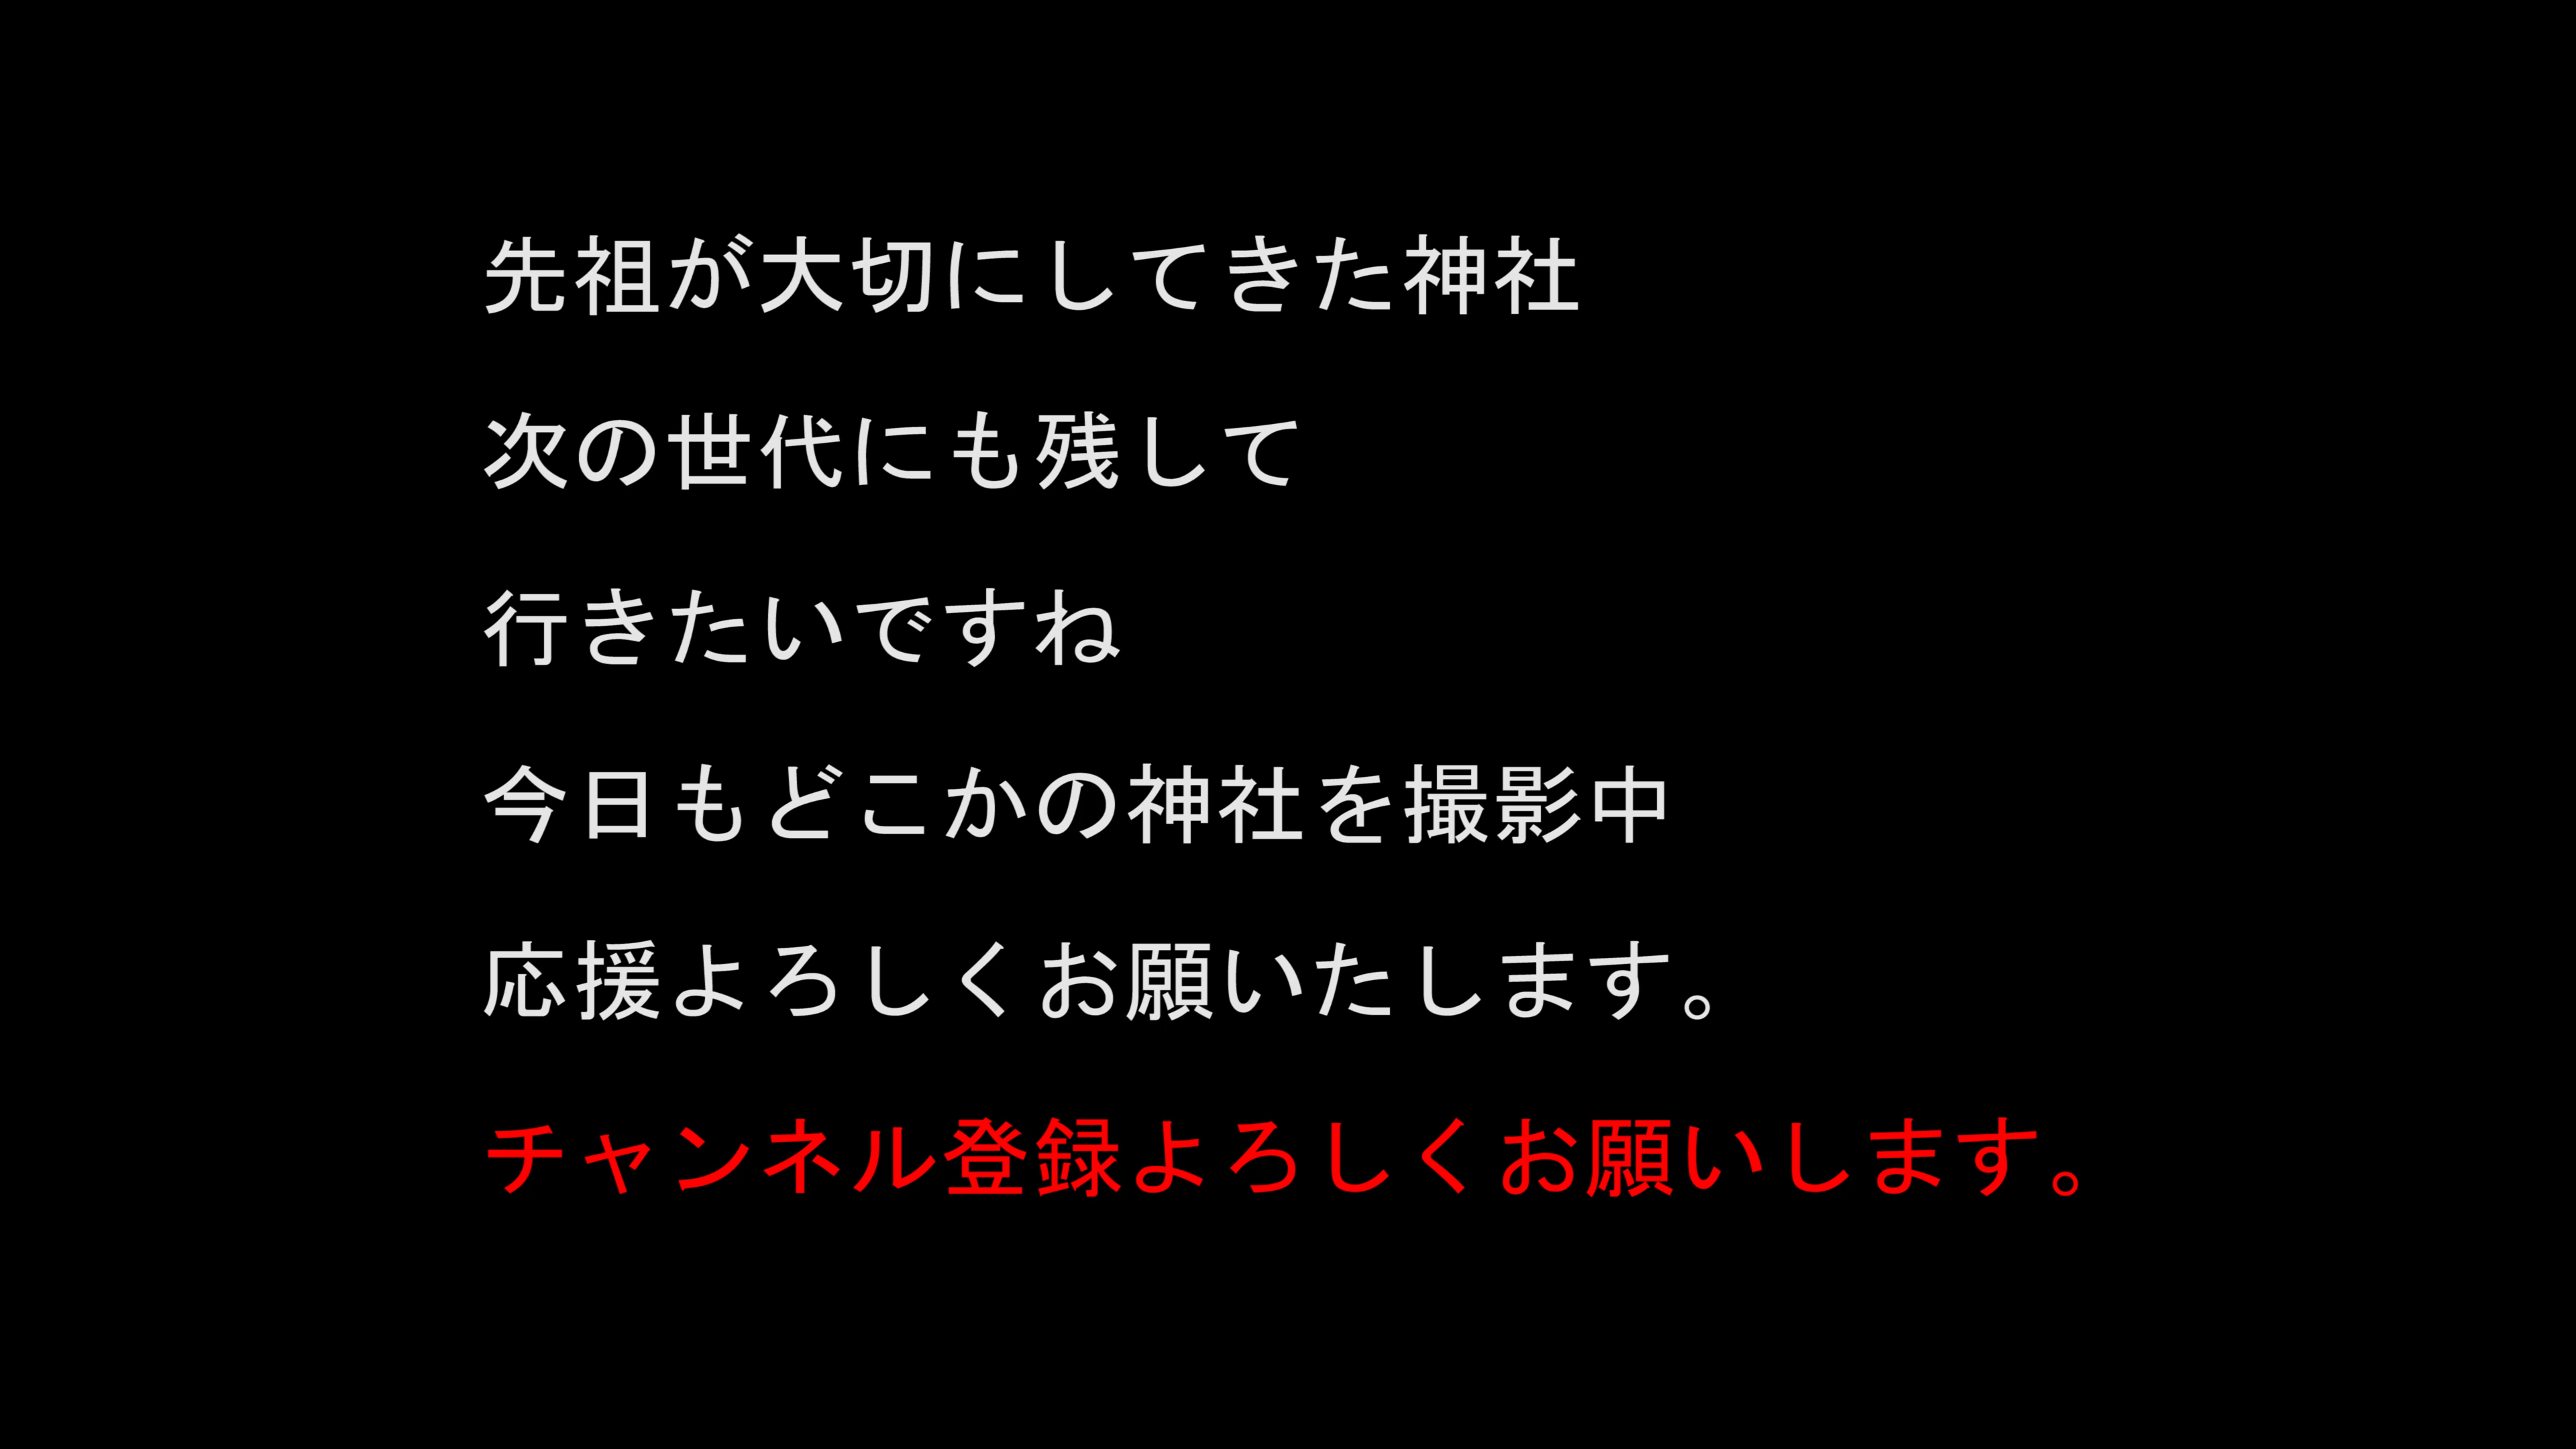 先祖が大切にしてきた神社
次の世代にも残して
行きたいですね
今日もどこかの神社を撮影中
応援よろしくお願いたします。
チャンネル登録よろしくお願いします。